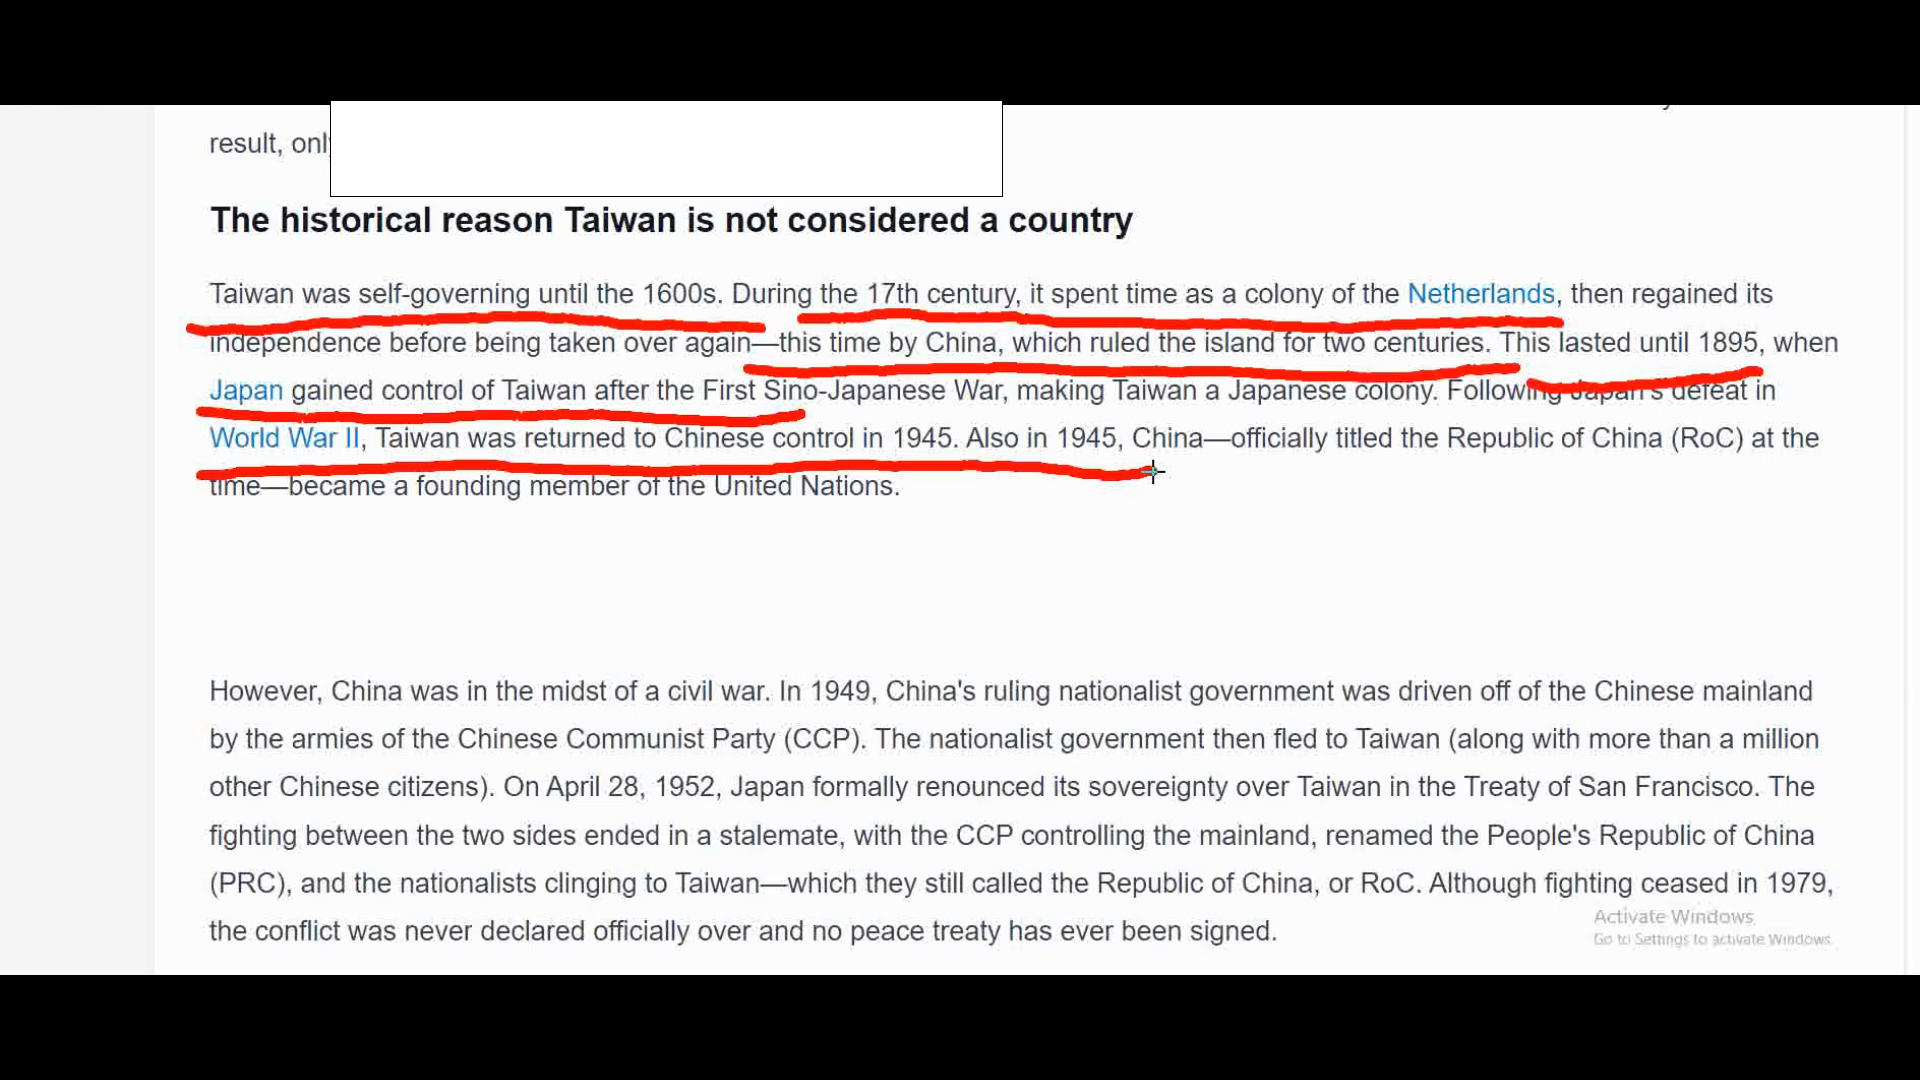 result, only
The historical reason Taiwan is not considered a country
Taiwan was self-governing until the 1600s. During the 17th century, it spent time as a colony of the Netherlands, then regained its
independence before being taken over again—this time by China, which ruled the island for two centuries. This lasted until 1895, when
Japan gained control of Taiwan after the First Sino-Japanese War, making Taiwan a Japanese colony. Following Japan's defeat in
World War II, Taiwan was returned to Chinese control in 1945. Also in 1945, China—officially titled the Republic of China (RoC) at the
time—became a founding member of the United Nations.
However, China was in the midst of a civil war. In 1949, China's ruling nationalist government was driven off of the Chinese mainland
by the armies of the Chinese Communist Party (CCP). The nationalist government then fled to Taiwan (along with more than a million
other Chinese citizens). On April 28, 1952, Japan formally renounced its sovereignty over Taiwan in the Treaty of San Francisco. The
fighting between the two sides ended in a stalemate, with the CCP controlling the mainland, renamed the People's Republic of China
(PRC), and the nationalists clinging to Taiwan—which they still called the Republic of China, or RoC. Although fighting ceased in 1979,
the conflict was never declared officially over and no peace treaty has ever been signed.
Activate Windows
Go to Settings to activate Windows.